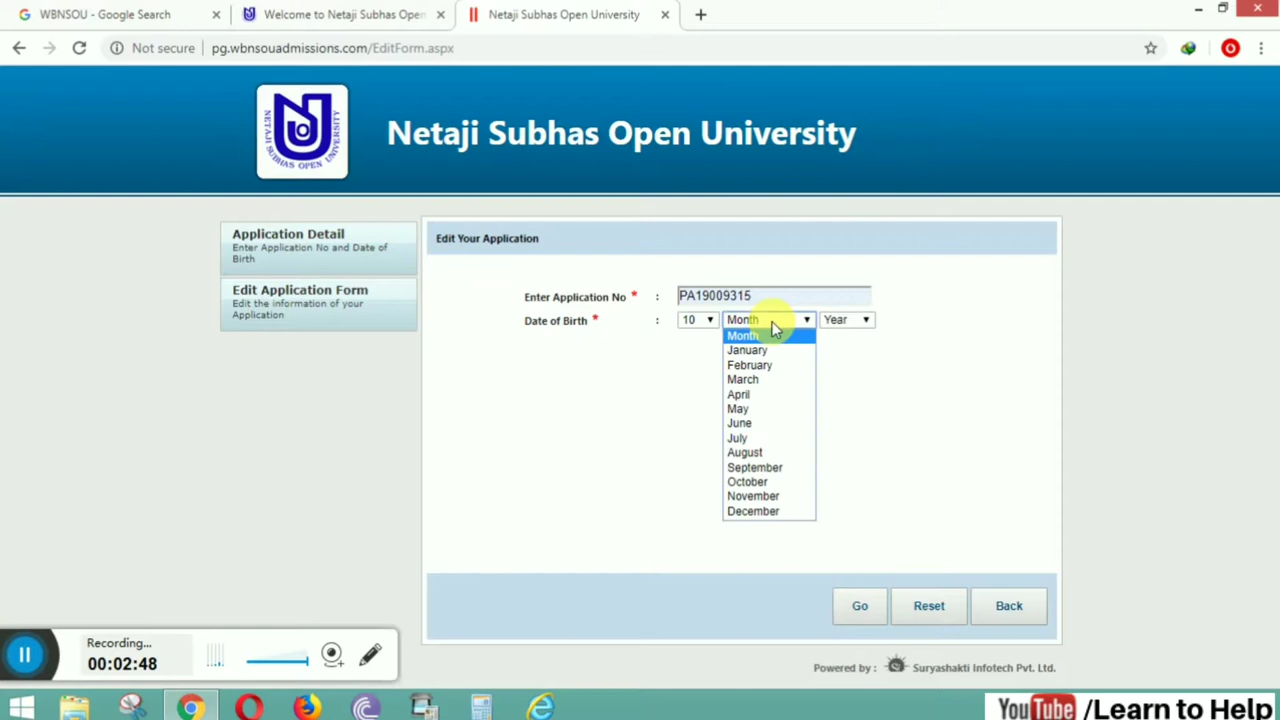 WBNSOU - Google Search
Welcome to Netaji Subhas Open
Netaji Subhas Open University
Not secure
pg.wbnsouadmissions.com/EditForm.aspx
NETAJI SUBHAS OPEN UNIVERSITY
Netaji Subhas Open University
Application Detail
Enter Application No and Date of
Birth
Edit Application Form
Edit the information of your
Application
Edit Your Application
Enter Application No * : PA19009315
Date of Birth * : 10 Month Year
Month
January
February
March
April
May
June
July
August
September
October
November
December
Go Reset Back
Recording...
00:02:48
Powered by : Suryashakti Infotech Pvt. Ltd.
YouTube /Learn to Help